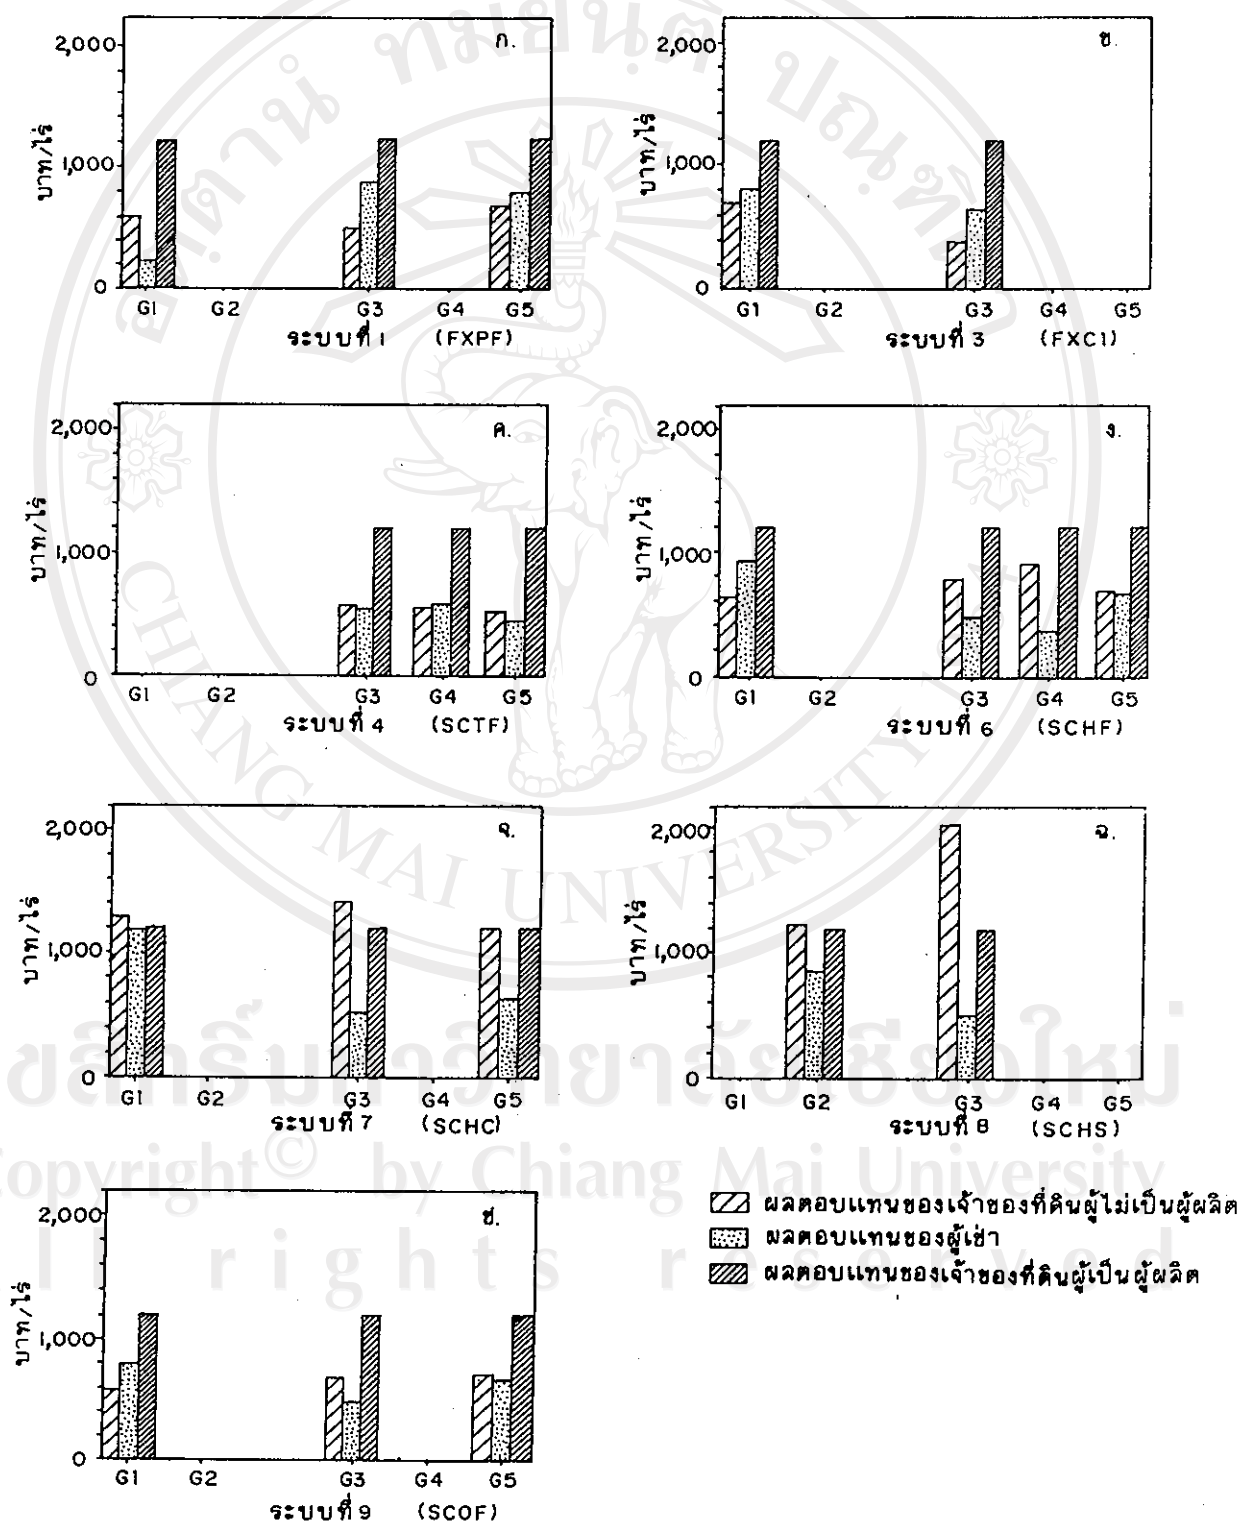 ก.
2,000
1,000
0
บาท/ไร่
G1 G2 G3 G4 G5
ระบบที่ 1 (FXPF)
ข.
2,000
1,000
0
บาท/ไร่
G1 G2 G3 G4 G5
ระบบที่ 3 (FXC1)
ค.
2,000
1,000
0
บาท/ไร่
G1 G2 G3 G4 G5
ระบบที่ 4 (SCTF)
ง.
2,000
1,000
0
บาท/ไร่
G1 G2 G3 G4 G5
ระบบที่ 6 (SCHF)
จ.
2,000
1,000
0
บาท/ไร่
G1 G2 G3 G4 G5
ระบบที่ 7 (SCHC)
ฉ.
2,000
1,000
0
บาท/ไร่
G1 G2 G3 G4 G5
ระบบที่ 8 (SCHS)
ช.
2,000
1,000
0
บาท/ไร่
G1 G2 G3 G4 G5
ระบบที่ 9 (SCOF)
ผลตอบแทนของเจ้าของที่ดินผู้ไม่เป็นผู้ผลิต
ผลตอบแทนของผู้เช่า
ผลตอบแทนของเจ้าของที่ดินผู้เป็นผู้ผลิต
CHIANG MAI UNIVERSITY
Copyright © by Chiang Mai University
All rights reserved